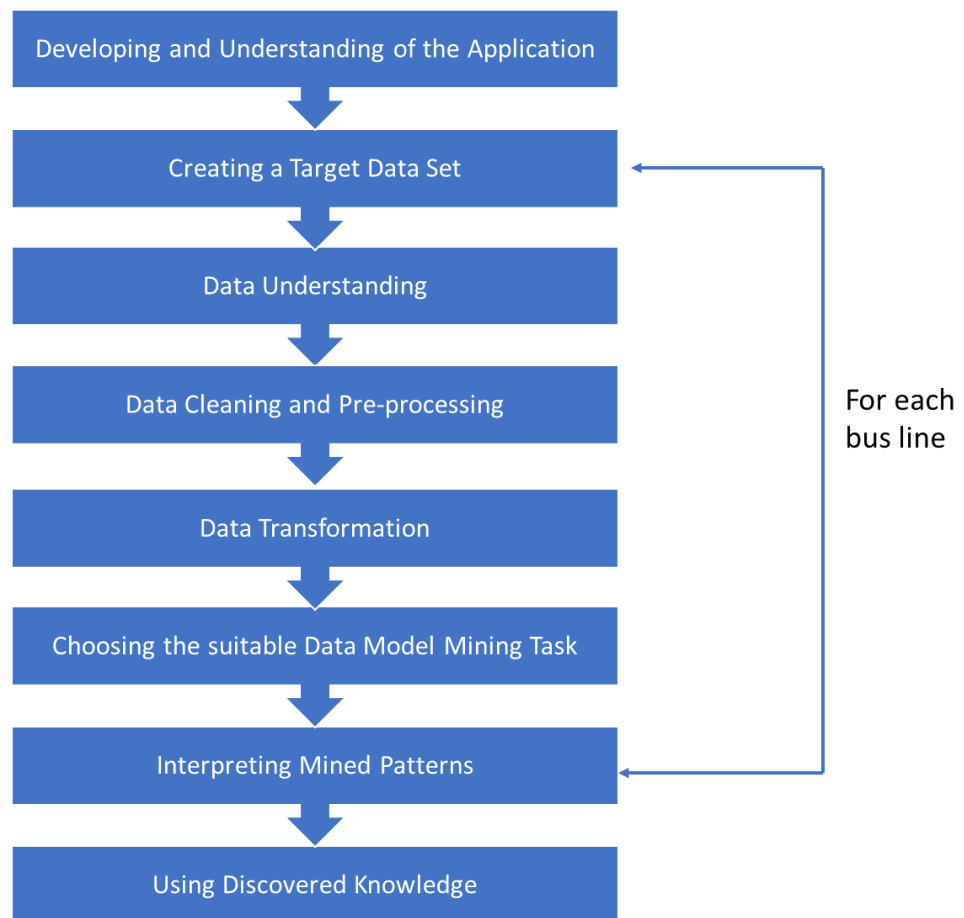 Developing and Understanding of the Application
Creating a Target Data Set
Data Understanding
Data Cleaning and Pre-processing
Data Transformation
Choosing the suitable Data Model Mining Task
Interpreting Mined Patterns
Using Discovered Knowledge
For each
bus line